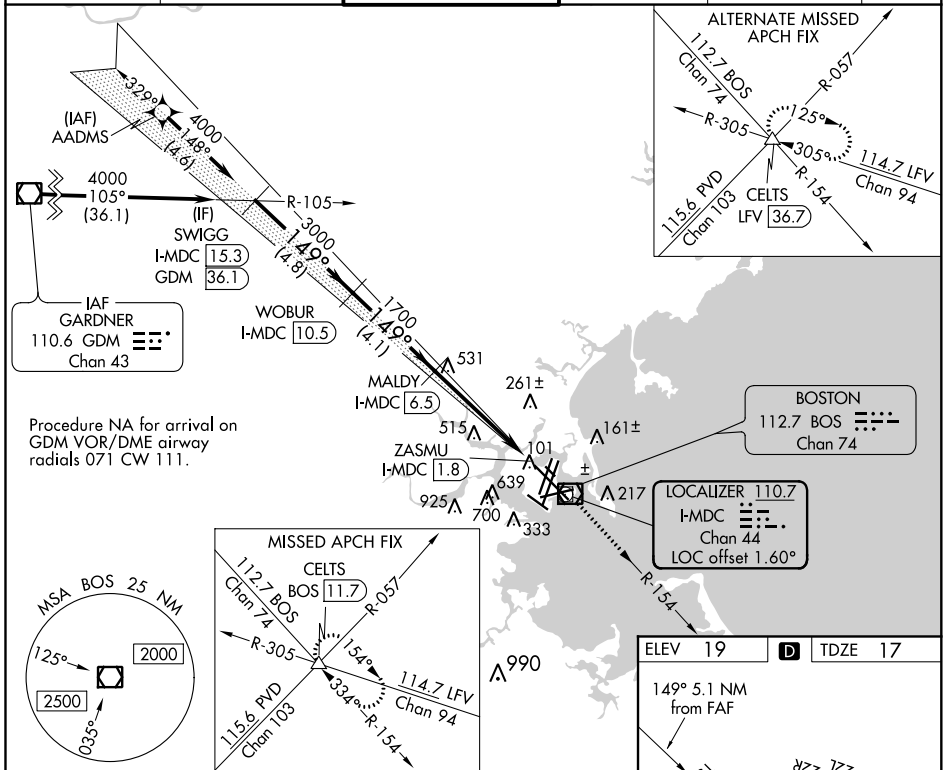 ALTERNATE MISSED
APCH FIX
112.7 BOS
Chan 74
R-057
R-305
125°
305°
114.7 LFV
Chan 94
R-154
CELTS
LFV 36.7
115.6 PVD
Chan 103
329°
(IAF)
AADMS
4000
148°
(4.6)
4000
105°
(36.1)
R-105
(IF)
SWIGG
I-MDC 15.3
GDM 36.1
3000
149°
(4.8)
IAF
GARDNER
110.6 GDM
Chan 43
WOBUR
I-MDC 10.5
1700
149°
(4.1)
531
MALDY
I-MDC 6.5
261±
BOSTON
112.7 BOS
Chan 74
Procedure NA for arrival on
GDM VOR/DME airway
radials 071 CW 111.
515
161±
ZASMU
I-MDC 1.8
101
±
639
925
700
333
217
LOCALIZER 110.7
I-MDC
Chan 44
LOC offset 1.60°
R-154
MISSED APCH FIX
CELTS
BOS 11.7
112.7 BOS
Chan 74
R-057
R-305
154°
334°
114.7 LFV
Chan 94
R-154
115.6 PVD
Chan 103
MSA BOS 25 NM
125°
2000
2500
035°
990
ELEV 19
D
TDZE 17
149° 5.1 NM
from FAF
22L
22R